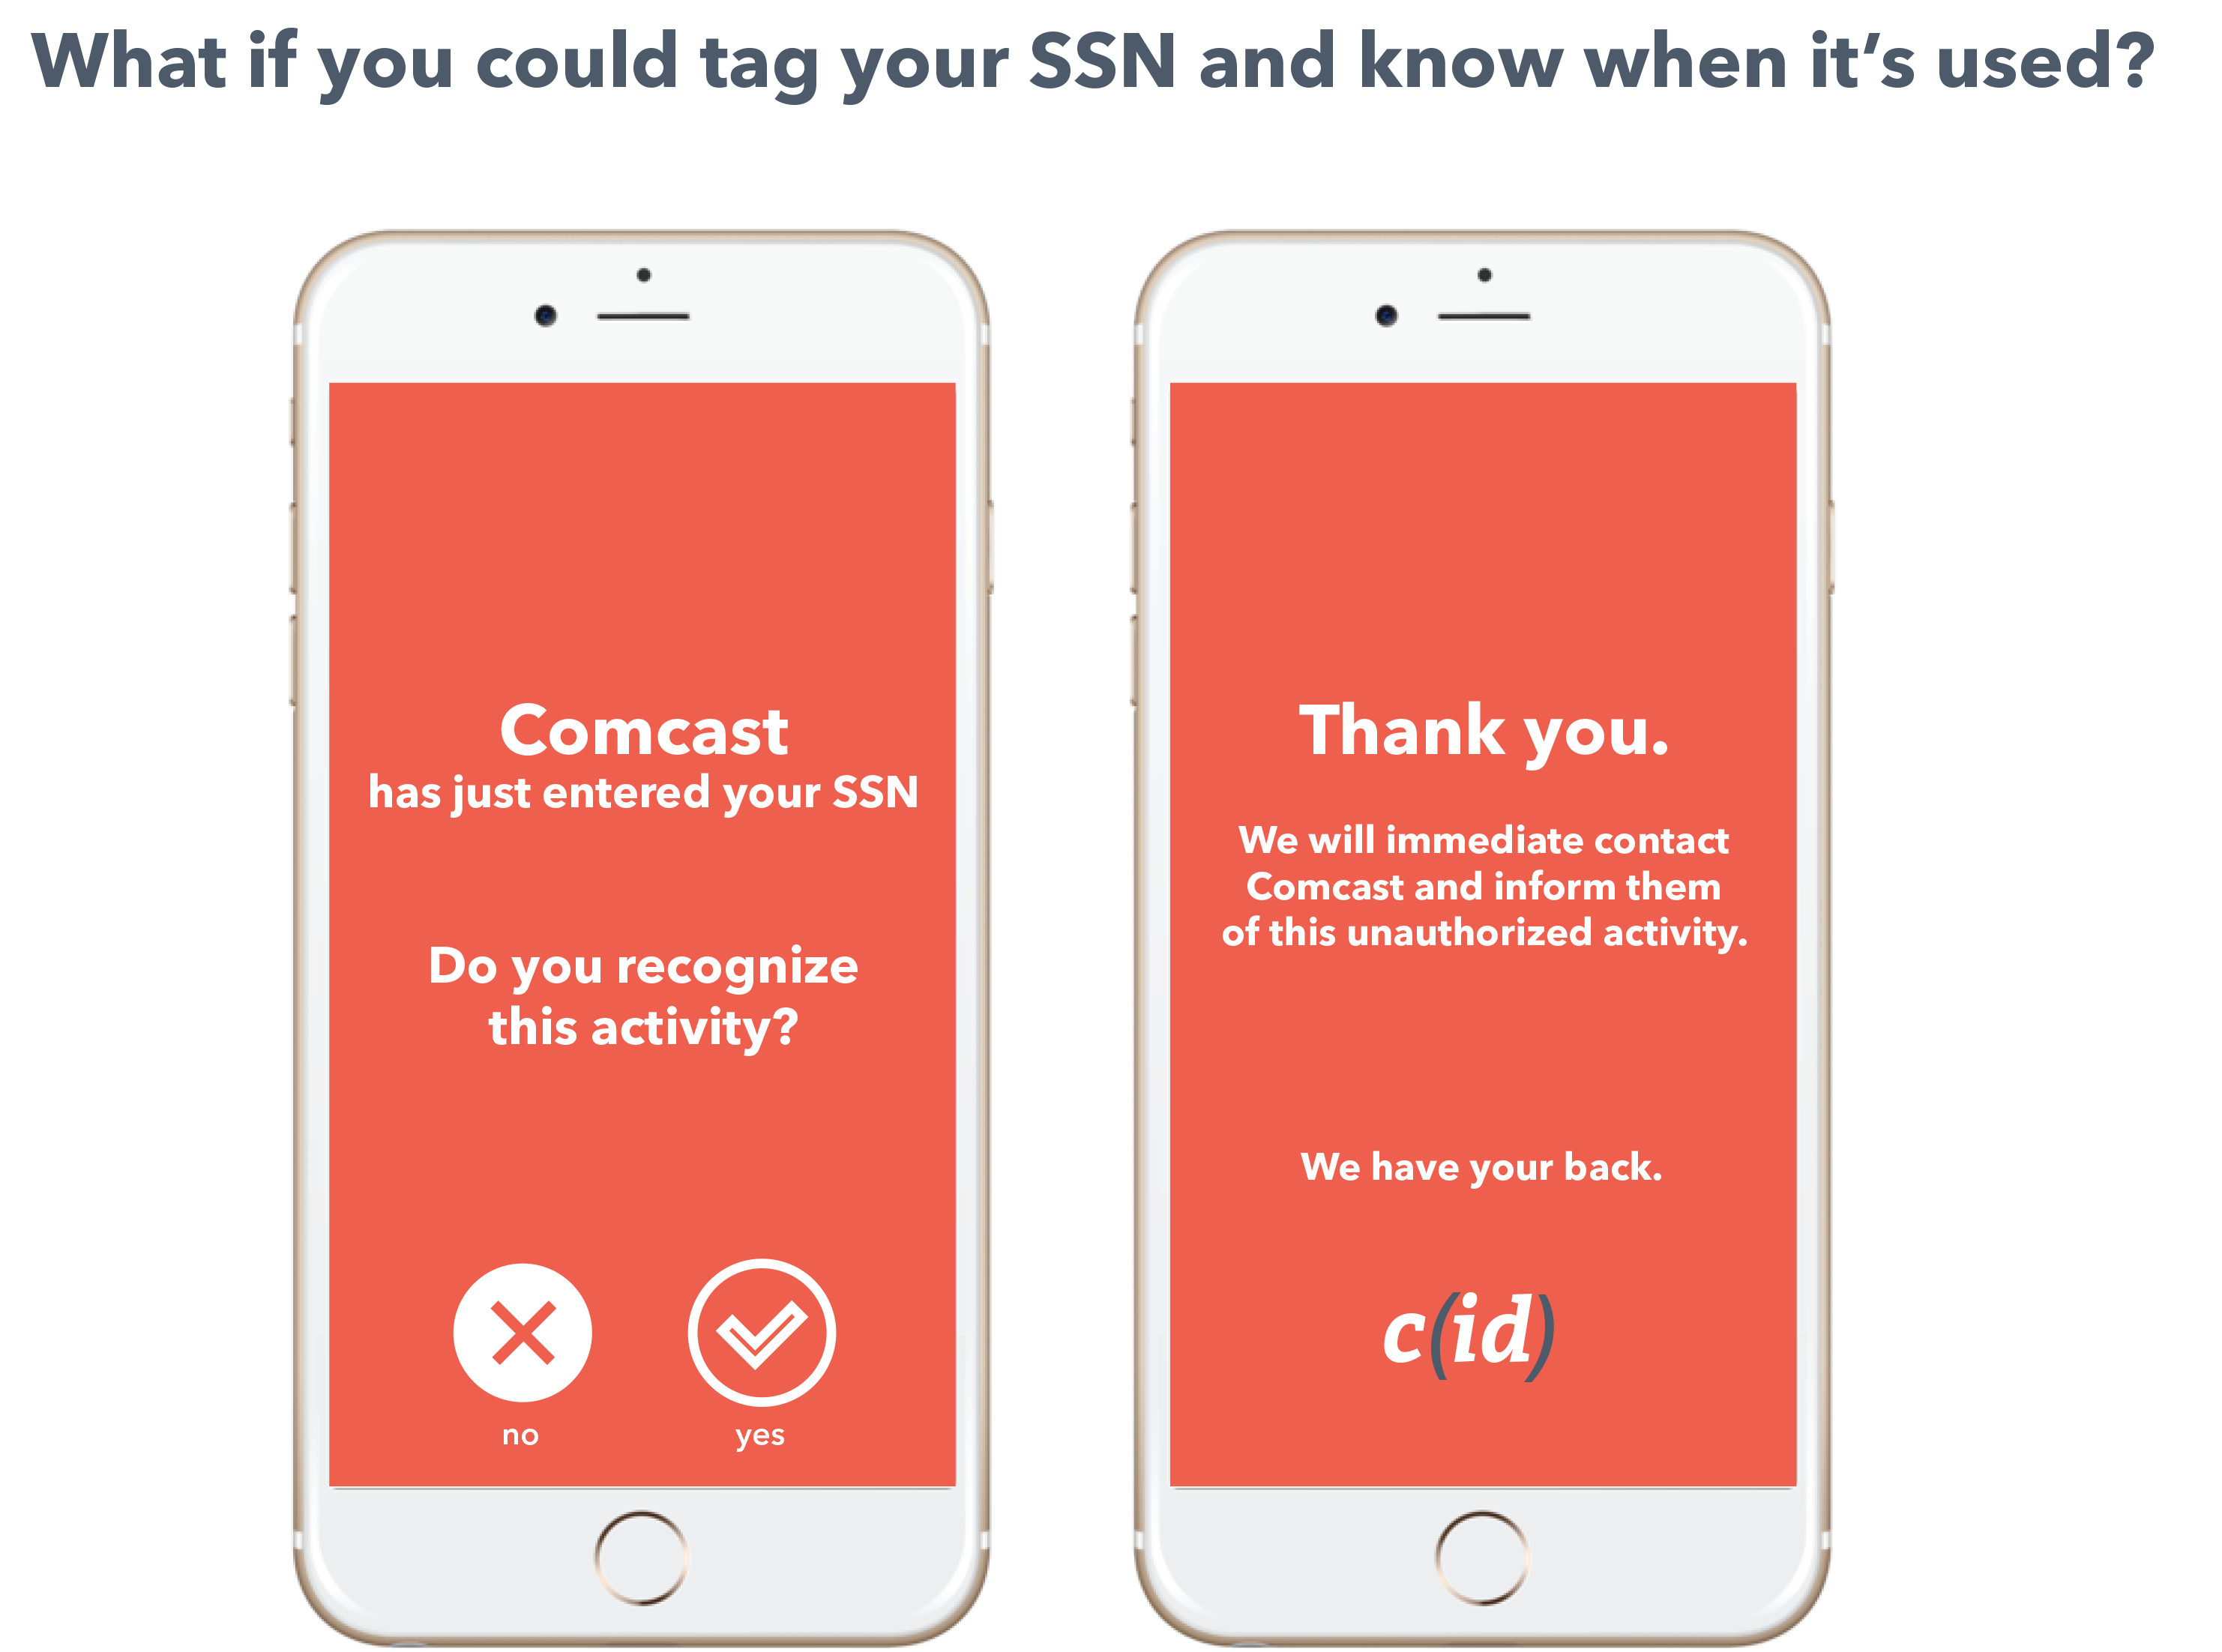 What if you could tag your SSN and know when it’s used?
Comcast
has just entered your SSN
Do you recognize
this activity?
no
yes
Thank you.
We will immediate contact
Comcast and inform them
of this unauthorized activity.
We have your back.
c(id)